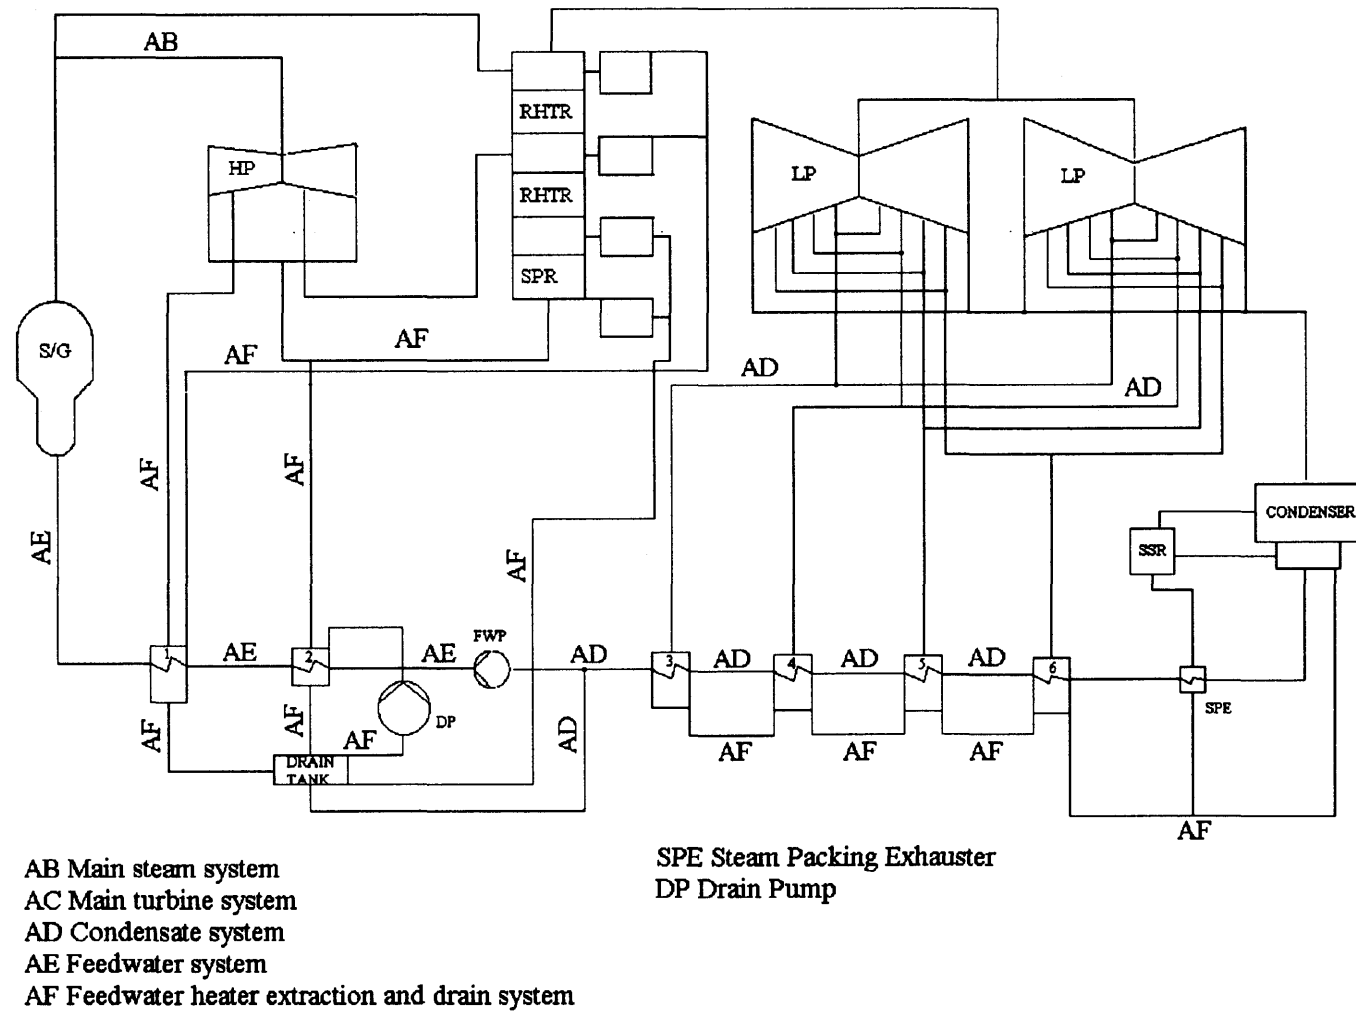 AB
RHTR
HP
LP
LP
RHTR
SPR
S/G
AF
AF
AD
AD
AF
AF
CONDENSER
AE
SSR
AF
1
AE
2
AE
FWP
AD
3
AD
4
AD
5
AD
6
SPE
AF
AF
AF
DP
AD
AF
AF
AF
DRAIN
TANK
AF
AB Main steam system
AC Main turbine system
AD Condensate system
AE Feedwater system
AF Feedwater heater extraction and drain system
SPE Steam Packing Exhauster
DP Drain Pump